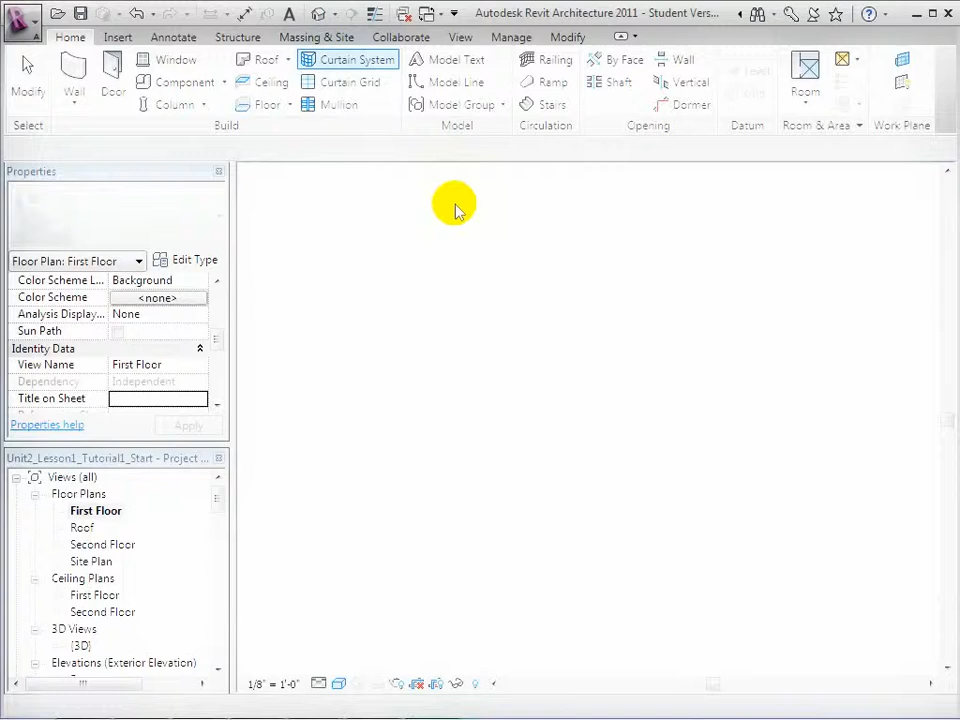 Autodesk Revit Architecture 2011 - Student Vers...
Home Insert Annotate Structure Massing & Site Collaborate View Manage Modify
Window Roof Curtain System Model Text Railing By Face Wall Level
Component Ceiling Curtain Grid Model Line Ramp Shaft Vertical
Modify Wall Door Room
Column Floor Mullion Model Group Stairs Dormer
Select Build Model Circulation Opening Datum Room & Area Work Plane
Properties
Floor Plan: First Floor Edit Type
Color Scheme L... Background
Color Scheme <none>
Analysis Display... None
Sun Path
Identity Data
View Name First Floor
Dependency Independent
Title on Sheet
Properties help Apply
Unit2_Lesson1_Tutorial1_Start - Project ...
Views (all)
Floor Plans
First Floor
Roof
Second Floor
Site Plan
Ceiling Plans
First Floor
Second Floor
3D Views
{3D}
Elevations (Exterior Elevation)
1/8" = 1'-0"